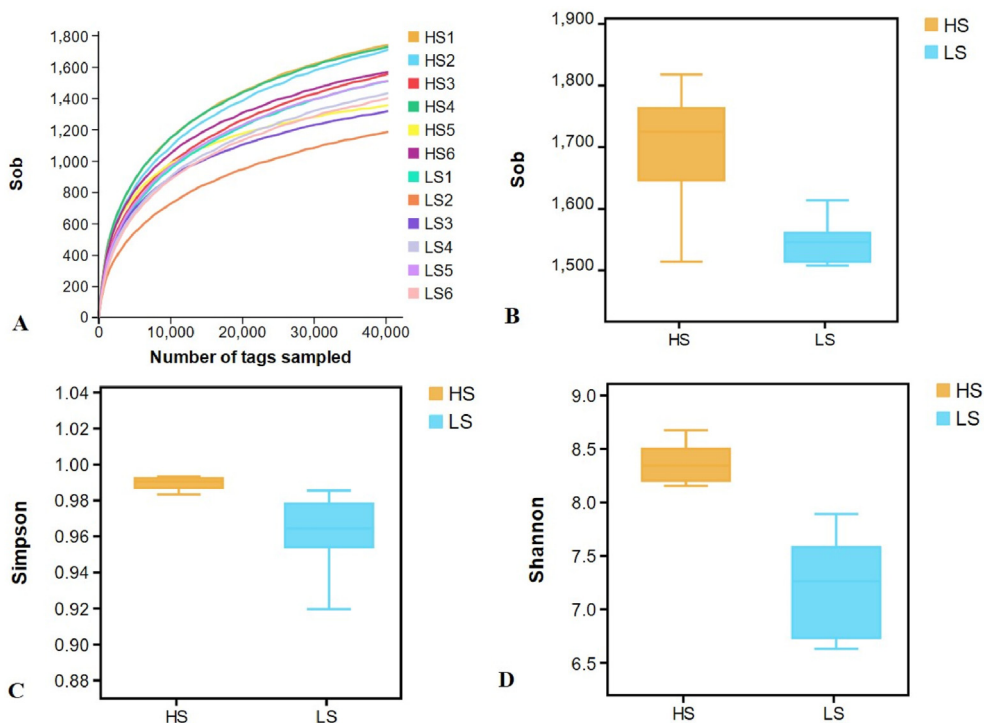 1,800
1,600
1,400
1,200
1,000
800
600
400
200
0
Sob
0
10,000
20,000
30,000
40,000
Number of tags sampled
HS1
HS2
HS3
HS4
HS5
HS6
LS1
LS2
LS3
LS4
LS5
LS6
A
1,900
1,800
1,700
1,600
1,500
Sob
HS
LS
HS
LS
B
1.04
1.02
1.00
0.98
0.96
0.94
0.92
0.90
0.88
Simpson
HS
LS
HS
LS
C
9.0
8.5
8.0
7.5
7.0
6.5
Shannon
HS
LS
HS
LS
D